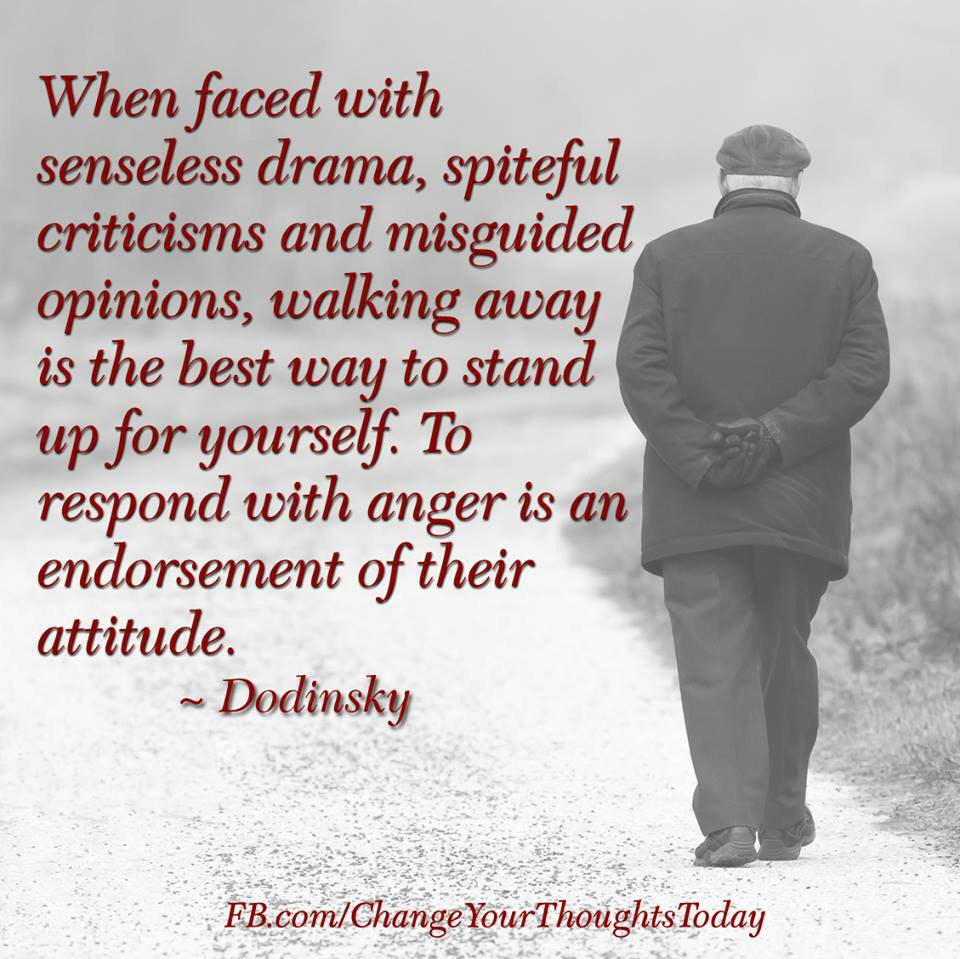 When faced with
senseless drama, spiteful
criticisms and misguided
opinions, walking away
is the best way to stand
up for yourself. To
respond with anger is an
endorsement of their
attitude.
~ Dodinsky
FB.com/ChangeYourThoughtsToday